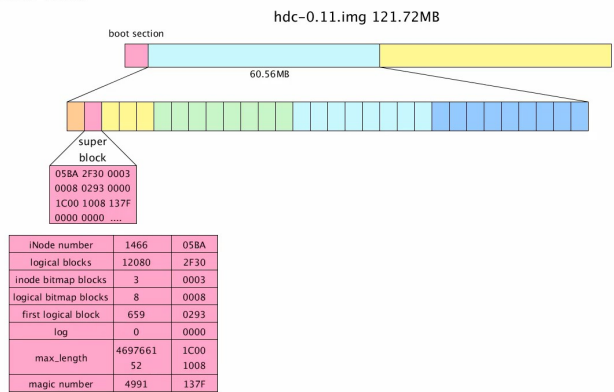 hdc-0.11.img 121.72MB
boot section
60.56MB
super
block
05BA 2F30 0003
0008 0293 0000
1C00 1008 137F
0000 0000 ....
iNode number 1466 05BA
logical blocks 12080 2F30
inode bitmap blocks 3 0003
logical bitmap blocks 8 0008
first logical block 659 0293
log 0 0000
max_length 4697661 1C00
52 1008
magic number 4991 137F